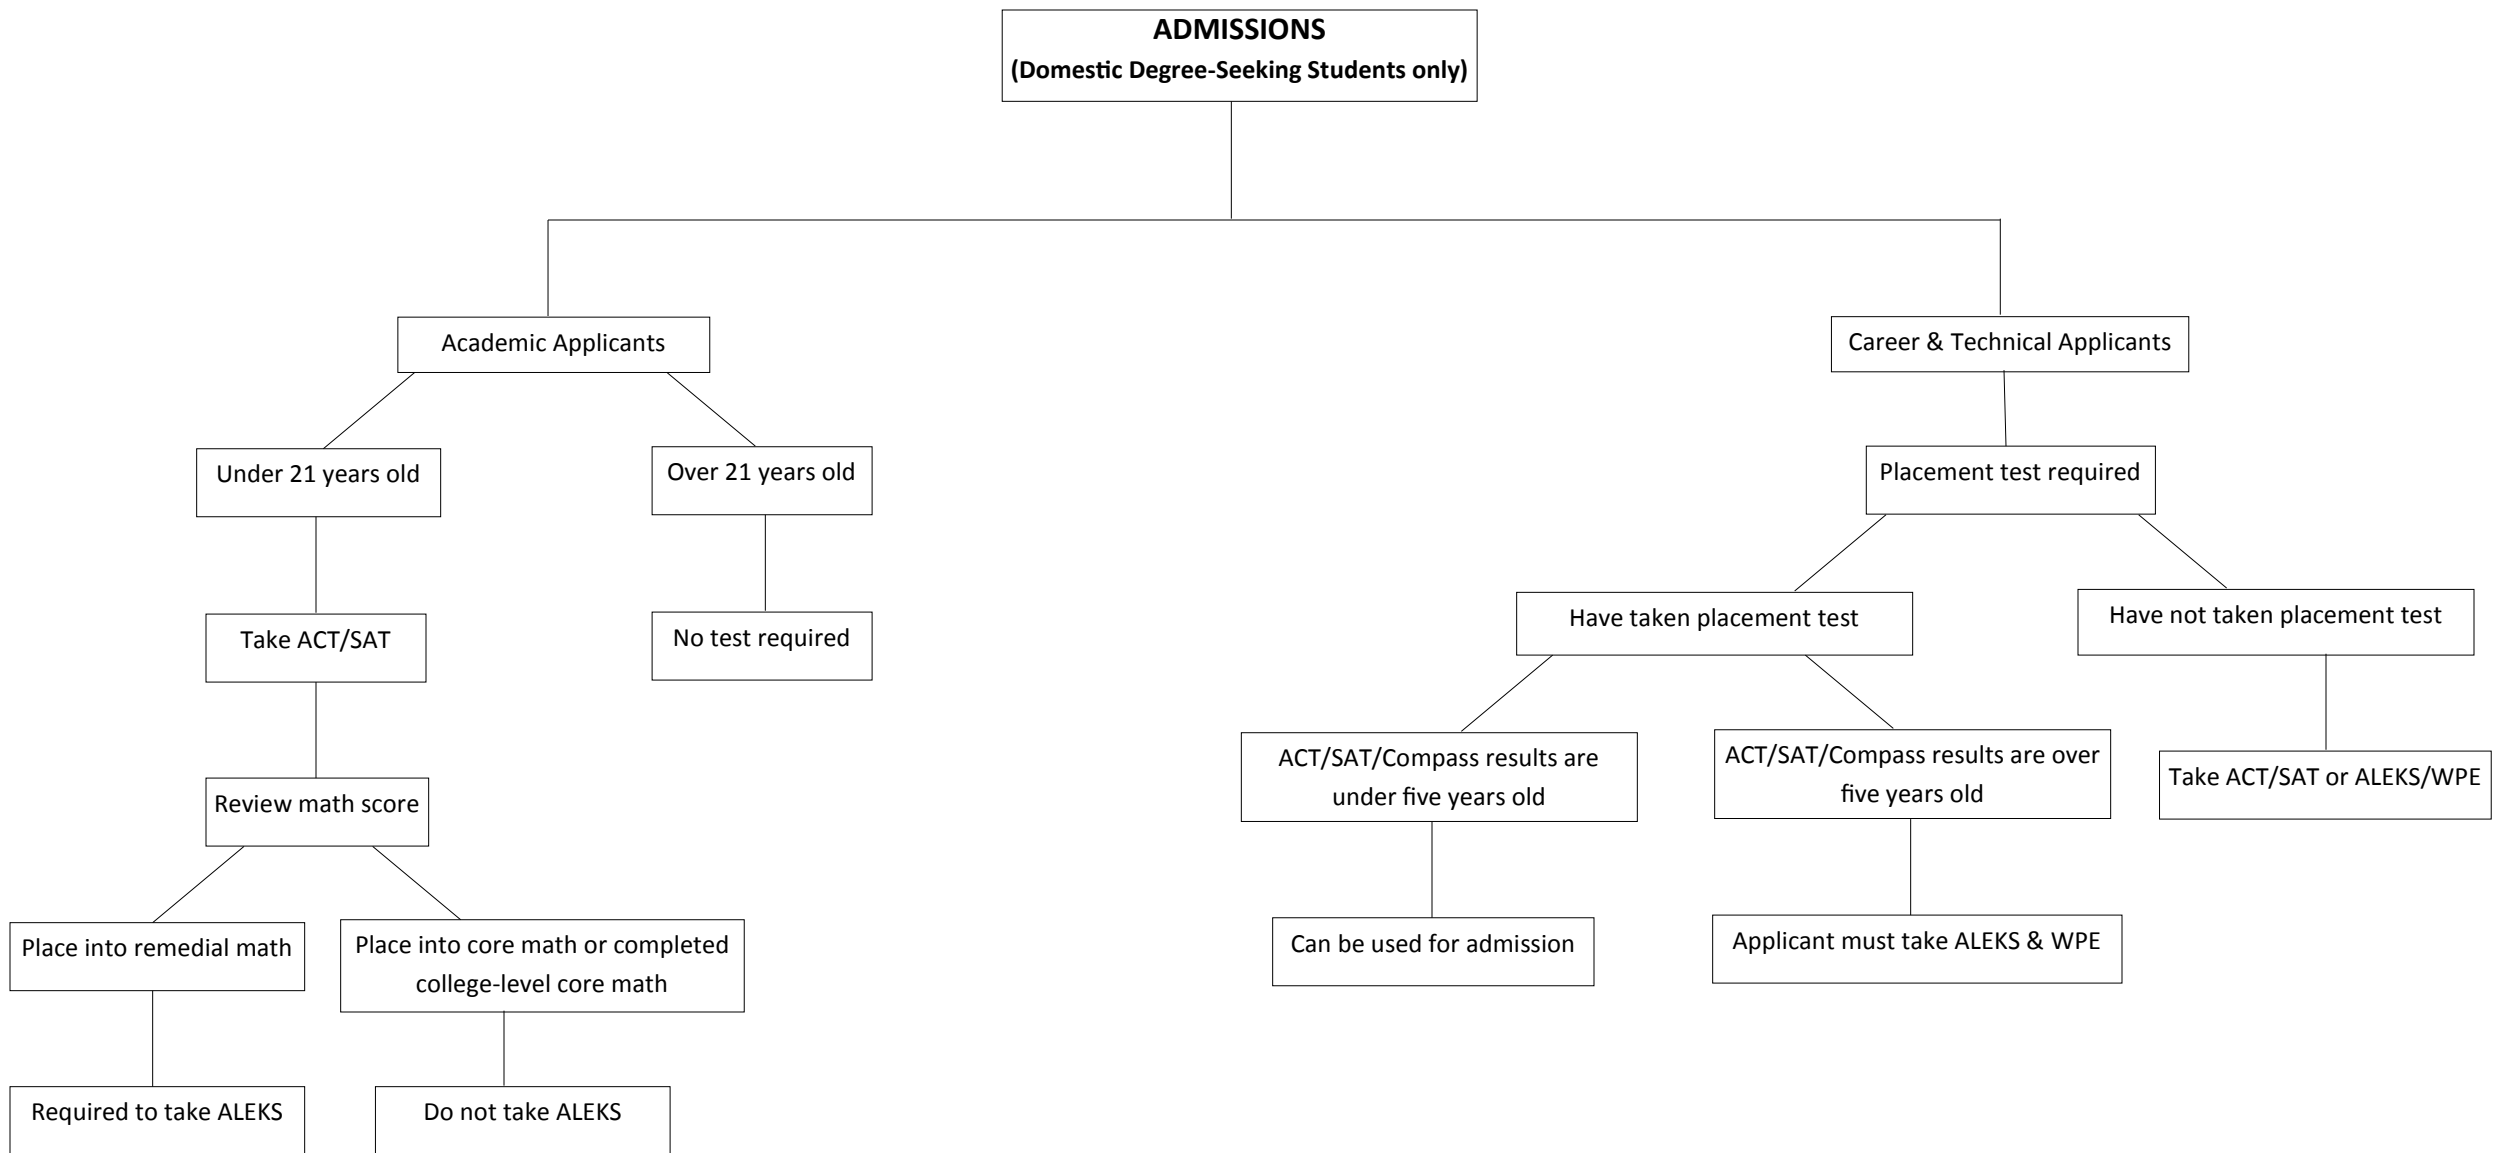 ADMISSIONS
(Domestic Degree-Seeking Students only)
Academic Applicants
Career & Technical Applicants
Under 21 years old
Over 21 years old
Placement test required
Take ACT/SAT
No test required
Have taken placement test
Have not taken placement test
Review math score
ACT/SAT/Compass results are
under five years old
ACT/SAT/Compass results are over
five years old
Take ACT/SAT or ALEKS/WPE
Place into remedial math
Place into core math or completed
college-level core math
Can be used for admission
Applicant must take ALEKS & WPE
Required to take ALEKS
Do not take ALEKS